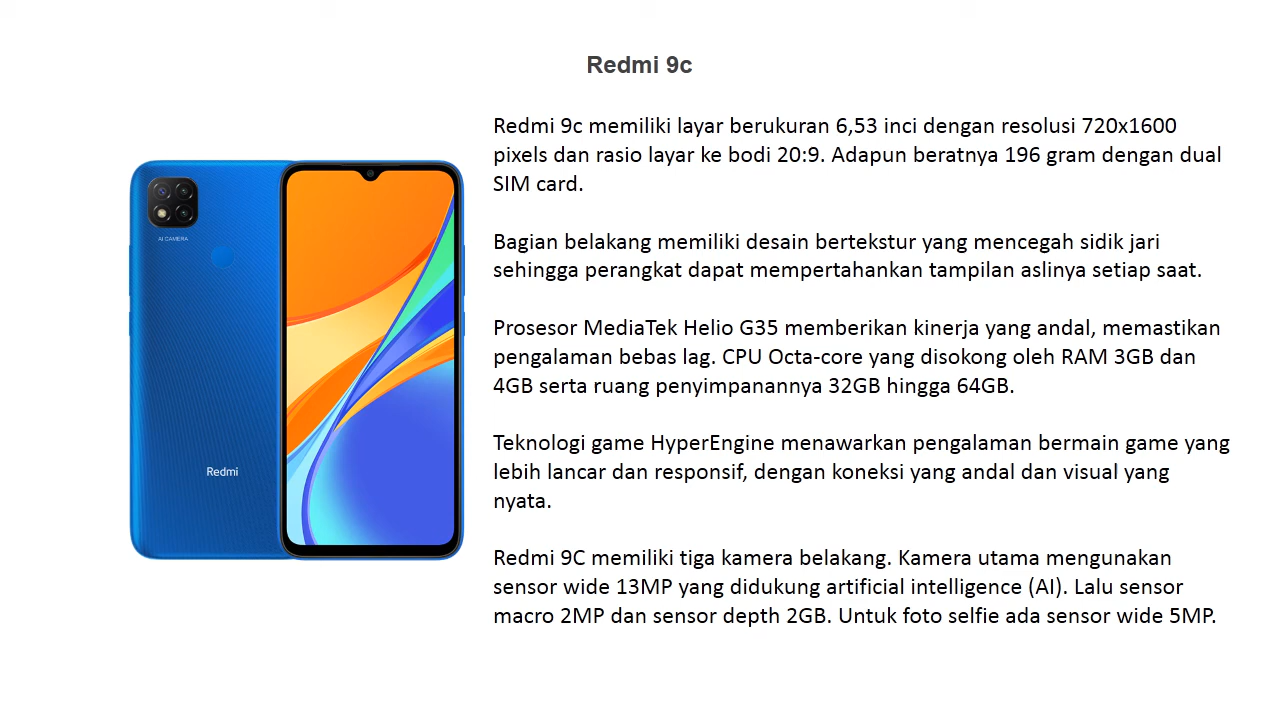 Redmi 9c
Redmi 9c memiliki layar berukuran 6,53 inci dengan resolusi 720x1600
pixels dan rasio layar ke bodi 20:9. Adapun beratnya 196 gram dengan dual
SIM card.
Bagian belakang memiliki desain bertekstur yang mencegah sidik jari
sehingga perangkat dapat mempertahankan tampilan aslinya setiap saat.
Prosesor MediaTek Helio G35 memberikan kinerja yang andal, memastikan
pengalaman bebas lag. CPU Octa-core yang disokong oleh RAM 3GB dan
4GB serta ruang penyimpanannya 32GB hingga 64GB.
Teknologi game HyperEngine menawarkan pengalaman bermain game yang
lebih lancar dan responsif, dengan koneksi yang andal dan visual yang
nyata.
Redmi 9C memiliki tiga kamera belakang. Kamera utama mengunakan
sensor wide 13MP yang didukung artificial intelligence (AI). Lalu sensor
macro 2MP dan sensor depth 2GB. Untuk foto selfie ada sensor wide 5MP.
AI CAMERA
Redmi